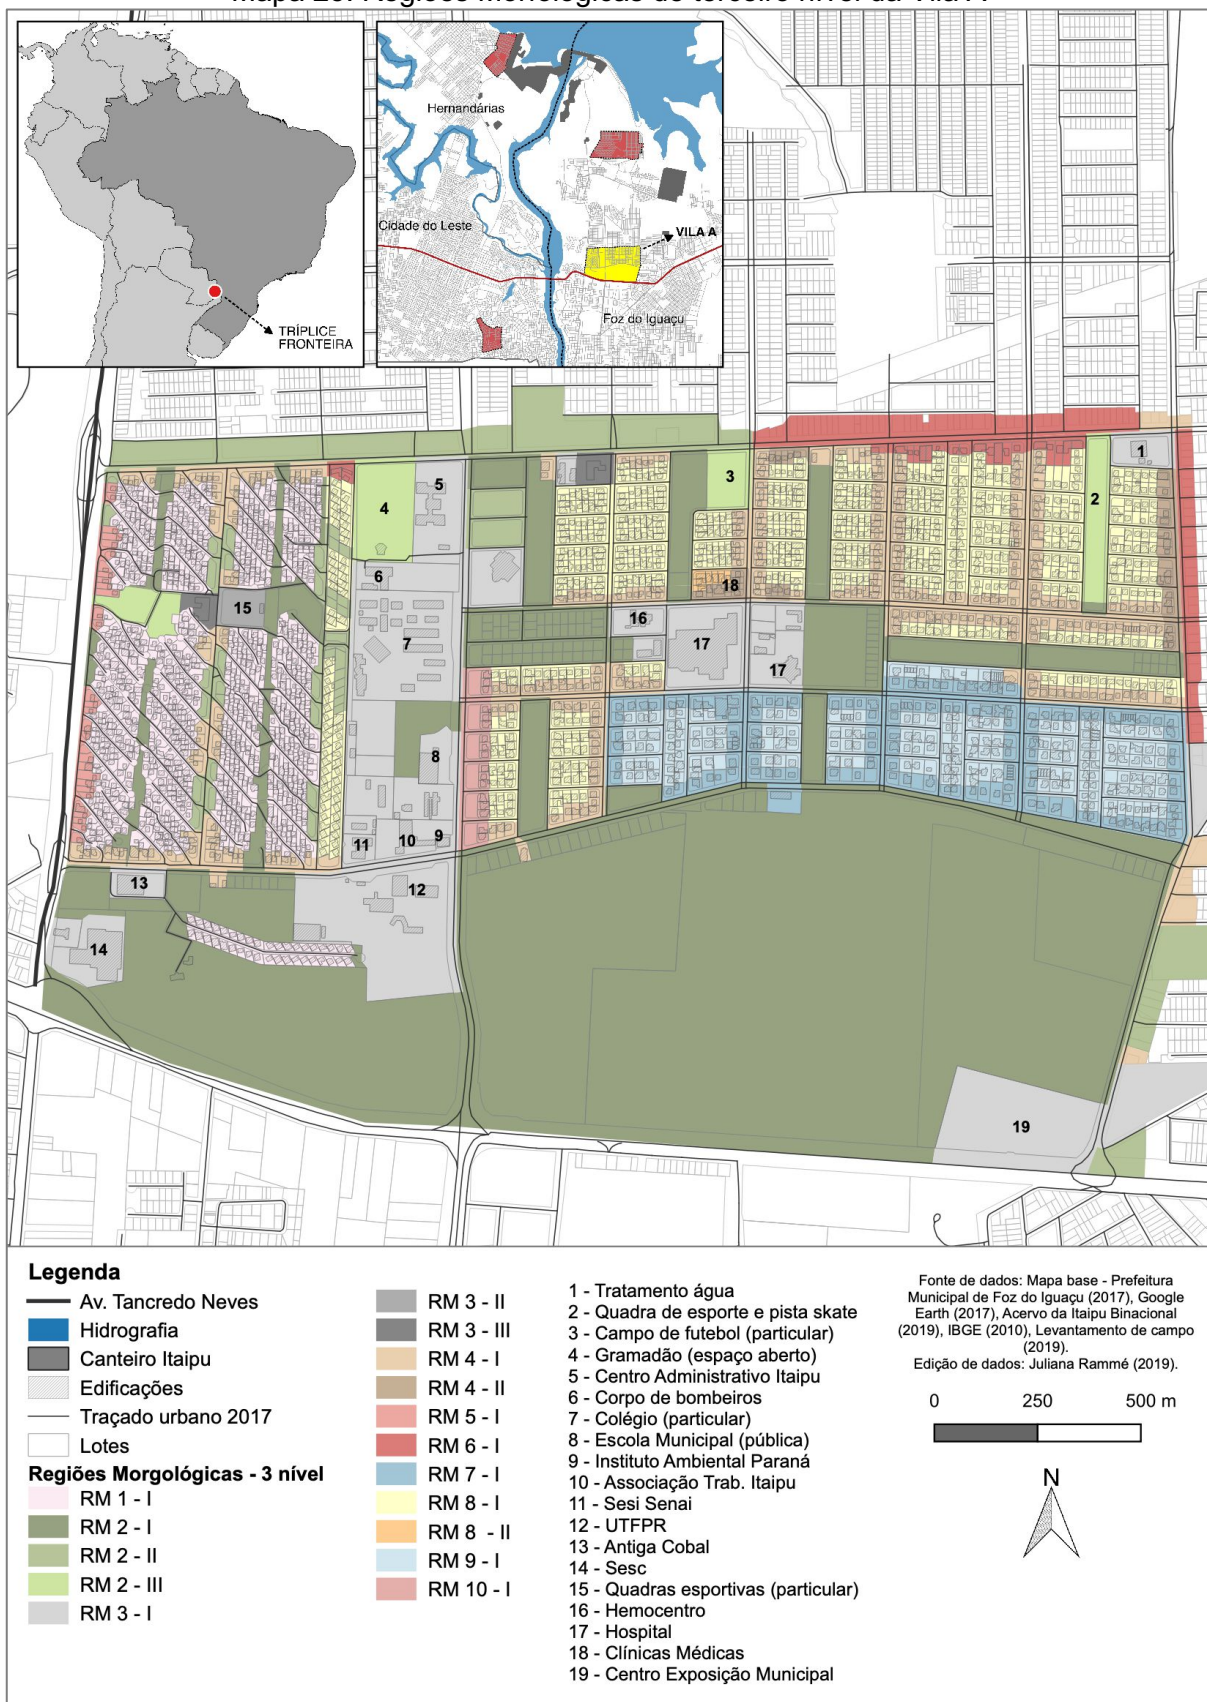 Mapa 20: Regiões Morfológicas de terceiro nível da Vila A
Hernandárias
Cidade do Leste
VILA A
Foz do Iguaçu
TRÍPLICE
FRONTEIRA
1
2
3
4
5
6
15
18
16
7
17
17
8
9
10
11
12
13
14
19
Legenda
Av. Tancredo Neves
Hidrografia
Canteiro Itaipu
Edificações
Traçado urbano 2017
Lotes
Regiões Morgológicas - 3 nível
RM 1 - I
RM 2 - I
RM 2 - II
RM 2 - III
RM 3 - I
RM 3 - II
RM 3 - III
RM 4 - I
RM 4 - II
RM 5 - I
RM 6 - I
RM 7 - I
RM 8 - I
RM 8 - II
RM 9 - I
RM 10 - I
1 - Tratamento água
2 - Quadra de esporte e pista skate
3 - Campo de futebol (particular)
4 - Gramadão (espaço aberto)
5 - Centro Administrativo Itaipu
6 - Corpo de bombeiros
7 - Colégio (particular)
8 - Escola Municipal (pública)
9 - Instituto Ambiental Paraná
10 - Associação Trab. Itaipu
11 - Sesi Senai
12 - UTFPR
13 - Antiga Cobal
14 - Sesc
15 - Quadras esportivas (particular)
16 - Hemocentro
17 - Hospital
18 - Clínicas Médicas
19 - Centro Exposição Municipal
Fonte de dados: Mapa base - Prefeitura
Municipal de Foz do Iguaçu (2017), Google
Earth (2017), Acervo da Itaipu Binacional
(2019), IBGE (2010), Levantamento de campo
(2019).
Edição de dados: Juliana Rammé (2019).
0 250 500 m
N